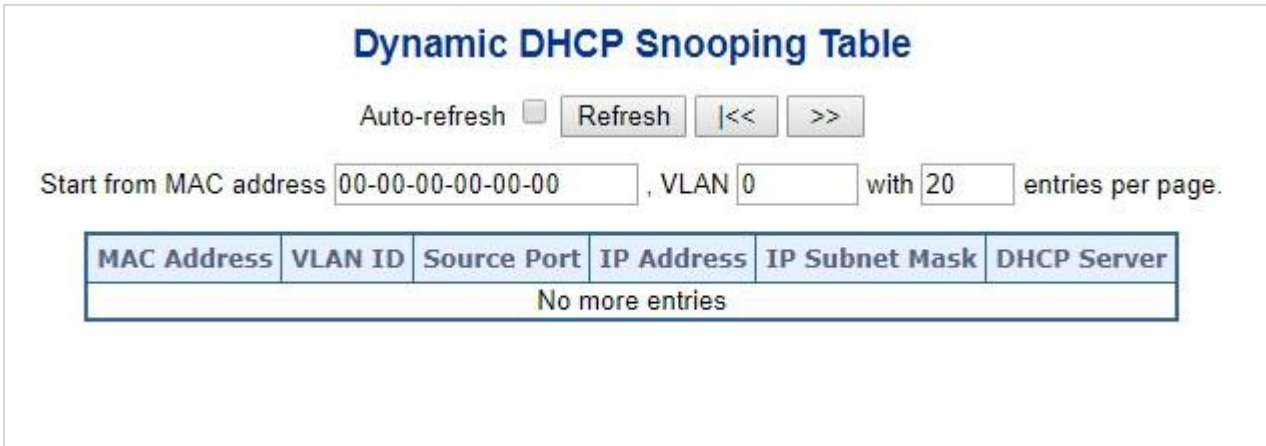 Dynamic DHCP Snooping Table
Auto-refresh Refresh |<< >>
Start from MAC address 00-00-00-00-00-00 , VLAN 0 with 20 entries per page.
MAC Address VLAN ID Source Port IP Address IP Subnet Mask DHCP Server
No more entries